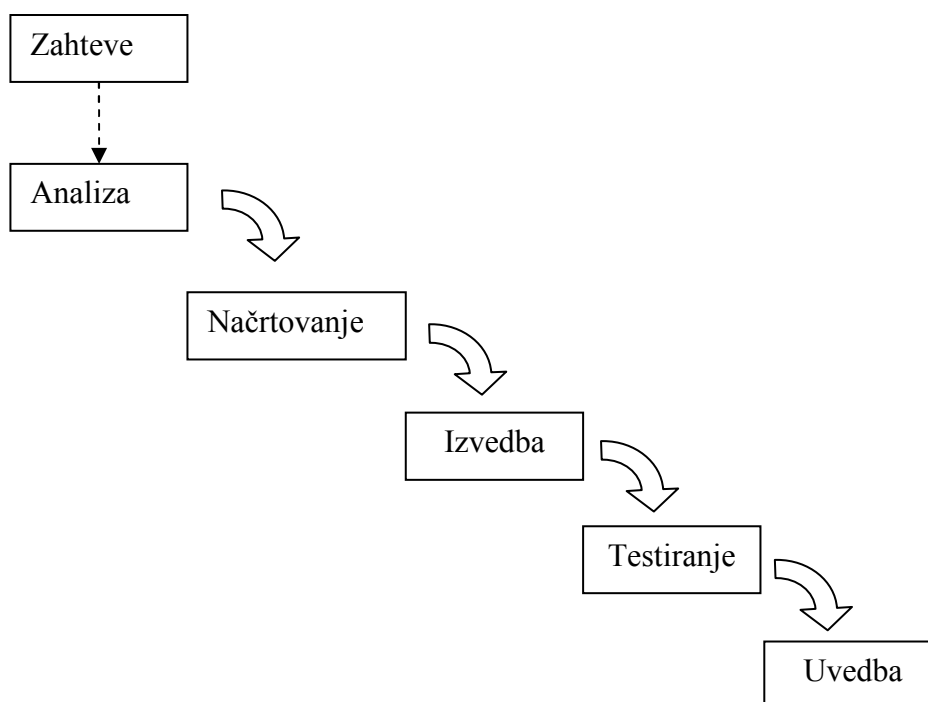 Zahteve
Analiza
Načrtovanje
Izvedba
Testiranje
Uvedba